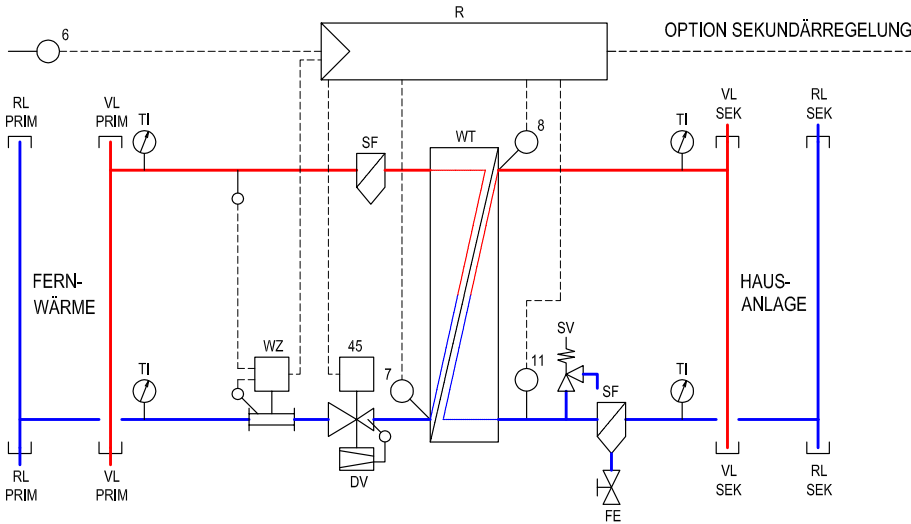 R
6
OPTION SEKUNDÄRREGELUNG
RL
PRIM
VL
PRIM
TI
SF
WT
8
TI
VL
SEK
RL
SEK
FERN-
WÄRME
HAUS-
ANLAGE
TI
WZ
45
7
11
SV
SF
TI
DV
FE
RL
PRIM
VL
PRIM
VL
SEK
RL
SEK